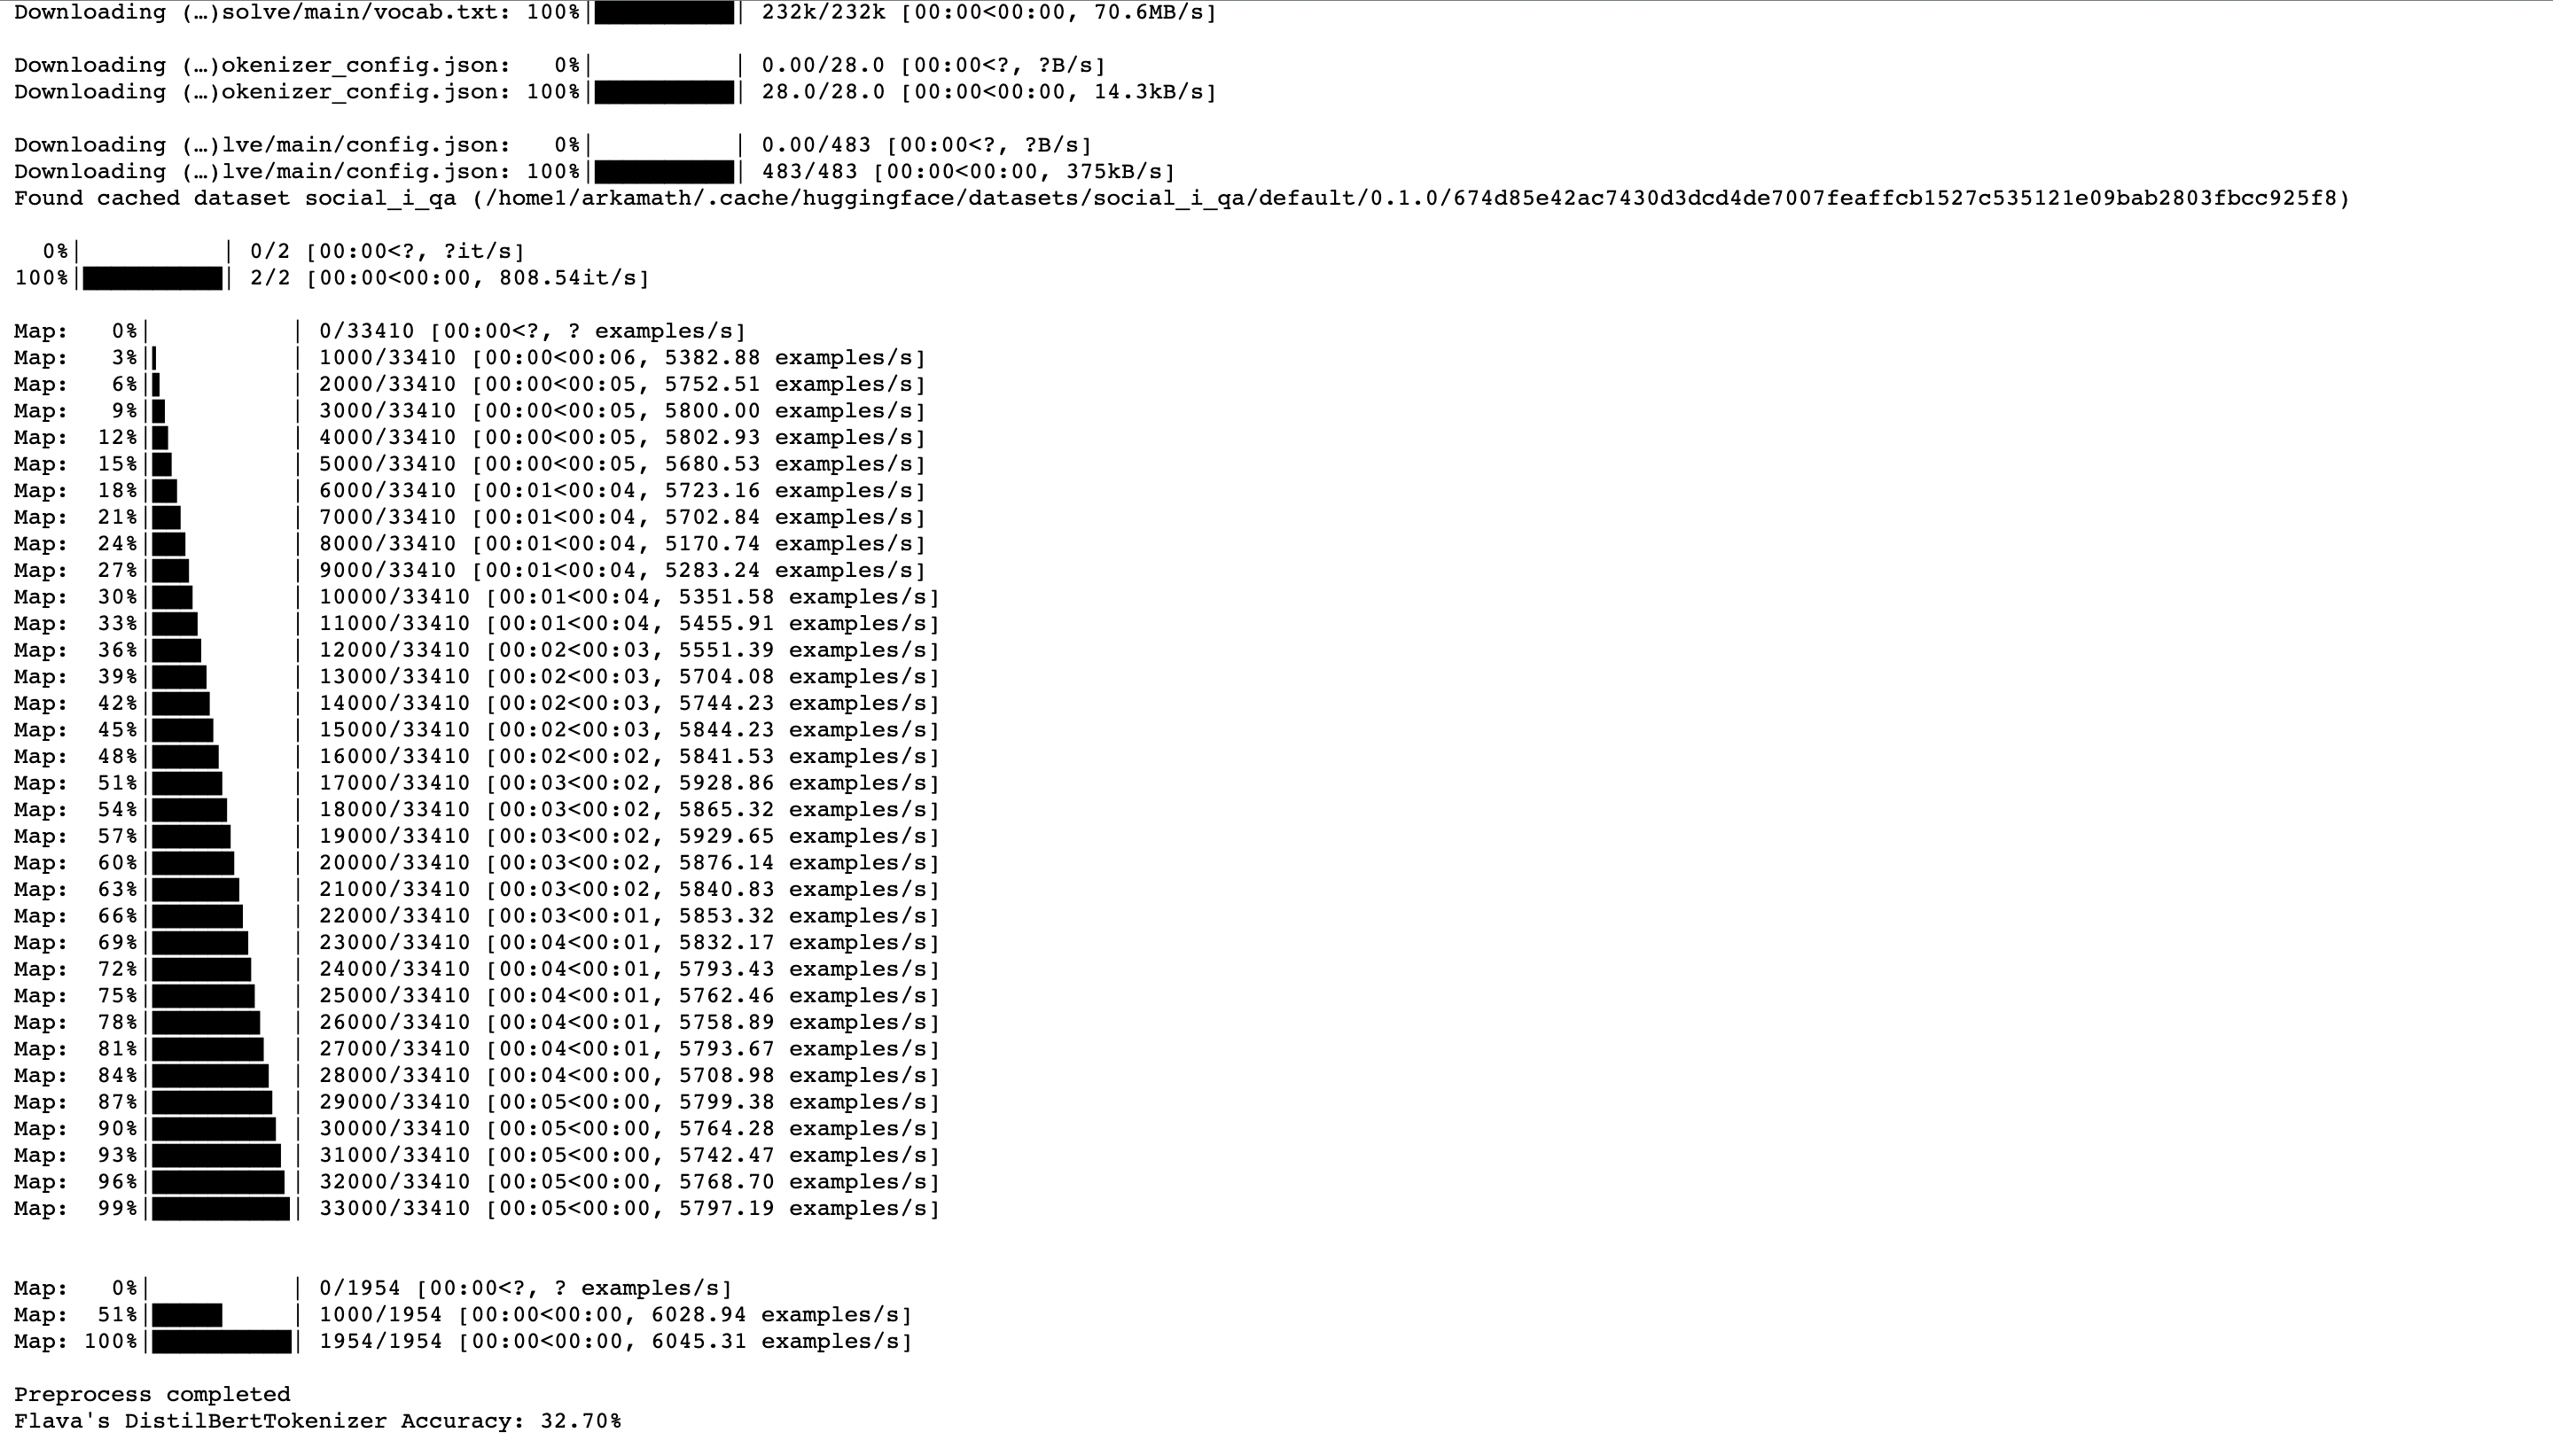 Downloading (…)solve/main/vocab.txt: 100%|██████████| 232k/232k [00:00<00:00, 70.6MB/s]
Downloading (…)okenizer_config.json:   0%|          | 0.00/28.0 [00:00<?, ?B/s]
Downloading (…)okenizer_config.json: 100%|██████████| 28.0/28.0 [00:00<00:00, 14.3kB/s]
Downloading (…)lve/main/config.json:   0%|          | 0.00/483 [00:00<?, ?B/s]
Downloading (…)lve/main/config.json: 100%|██████████| 483/483 [00:00<00:00, 375kB/s]
Found cached dataset social_i_qa (/home1/arkamath/.cache/huggingface/datasets/social_i_qa/default/0.1.0/674d85e42ac7430d3dcd4de7007feaffcb1527c535121e09bab2803fbcc925f8)
  0%|          | 0/2 [00:00<?, ?it/s]
100%|██████████| 2/2 [00:00<00:00, 808.54it/s]
Map:   0%|          | 0/33410 [00:00<?, ? examples/s]
Map:   3%|▎         | 1000/33410 [00:00<00:06, 5382.88 examples/s]
Map:   6%|▌         | 2000/33410 [00:00<00:05, 5752.51 examples/s]
Map:   9%|▉         | 3000/33410 [00:00<00:05, 5800.00 examples/s]
Map:  12%|█▏        | 4000/33410 [00:00<00:05, 5802.93 examples/s]
Map:  15%|█▍        | 5000/33410 [00:00<00:05, 5680.53 examples/s]
Map:  18%|█▊        | 6000/33410 [00:01<00:04, 5723.16 examples/s]
Map:  21%|██        | 7000/33410 [00:01<00:04, 5702.84 examples/s]
Map:  24%|██▍       | 8000/33410 [00:01<00:04, 5170.74 examples/s]
Map:  27%|██▋       | 9000/33410 [00:01<00:04, 5283.24 examples/s]
Map:  30%|██▉       | 10000/33410 [00:01<00:04, 5351.58 examples/s]
Map:  33%|███▎      | 11000/33410 [00:01<00:04, 5455.91 examples/s]
Map:  36%|███▌      | 12000/33410 [00:02<00:03, 5551.39 examples/s]
Map:  39%|███▉      | 13000/33410 [00:02<00:03, 5704.08 examples/s]
Map:  42%|████▏     | 14000/33410 [00:02<00:03, 5744.23 examples/s]
Map:  45%|████▍     | 15000/33410 [00:02<00:03, 5844.23 examples/s]
Map:  48%|████▊     | 16000/33410 [00:02<00:02, 5841.53 examples/s]
Map:  51%|█████     | 17000/33410 [00:03<00:02, 5928.86 examples/s]
Map:  54%|█████▍    | 18000/33410 [00:03<00:02, 5865.32 examples/s]
Map:  57%|█████▋    | 19000/33410 [00:03<00:02, 5929.65 examples/s]
Map:  60%|█████▉    | 20000/33410 [00:03<00:02, 5876.14 examples/s]
Map:  63%|██████▎   | 21000/33410 [00:03<00:02, 5840.83 examples/s]
Map:  66%|██████▌   | 22000/33410 [00:03<00:01, 5853.32 examples/s]
Map:  69%|██████▉   | 23000/33410 [00:04<00:01, 5832.17 examples/s]
Map:  72%|███████▏  | 24000/33410 [00:04<00:01, 5793.43 examples/s]
Map:  75%|███████▍  | 25000/33410 [00:04<00:01, 5762.46 examples/s]
Map:  78%|███████▊  | 26000/33410 [00:04<00:01, 5758.89 examples/s]
Map:  81%|████████  | 27000/33410 [00:04<00:01, 5793.67 examples/s]
Map:  84%|████████▍ | 28000/33410 [00:04<00:00, 5708.98 examples/s]
Map:  87%|████████▋ | 29000/33410 [00:05<00:00, 5799.38 examples/s]
Map:  90%|████████▉ | 30000/33410 [00:05<00:00, 5764.28 examples/s]
Map:  93%|█████████▎| 31000/33410 [00:05<00:00, 5742.47 examples/s]
Map:  96%|█████████▌| 32000/33410 [00:05<00:00, 5768.70 examples/s]
Map:  99%|█████████▉| 33000/33410 [00:05<00:00, 5797.19 examples/s]
Map:   0%|          | 0/1954 [00:00<?, ? examples/s]
Map:  51%|█████     | 1000/1954 [00:00<00:00, 6028.94 examples/s]
Map: 100%|██████████| 1954/1954 [00:00<00:00, 6045.31 examples/s]
Preprocess completed
Flava's DistilBertTokenizer Accuracy: 32.70%